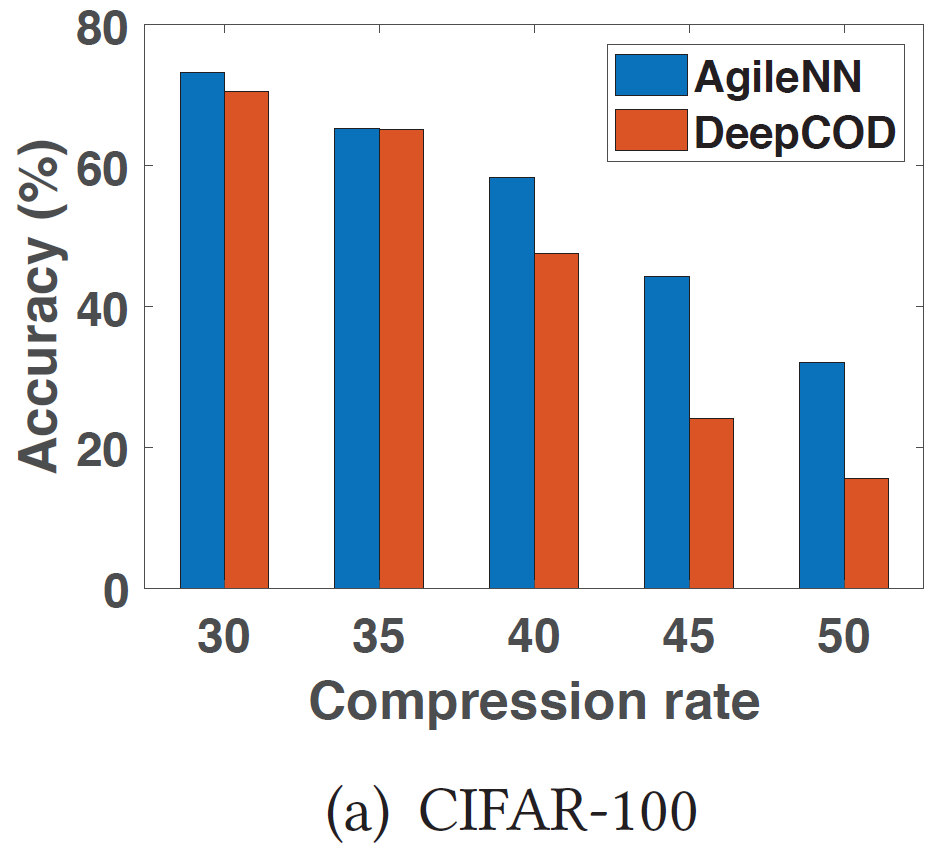 80
60
40
20
0
Accuracy (%)
AgileNN
DeepCOD
30 35 40 45 50
Compression rate
(a) CIFAR-100